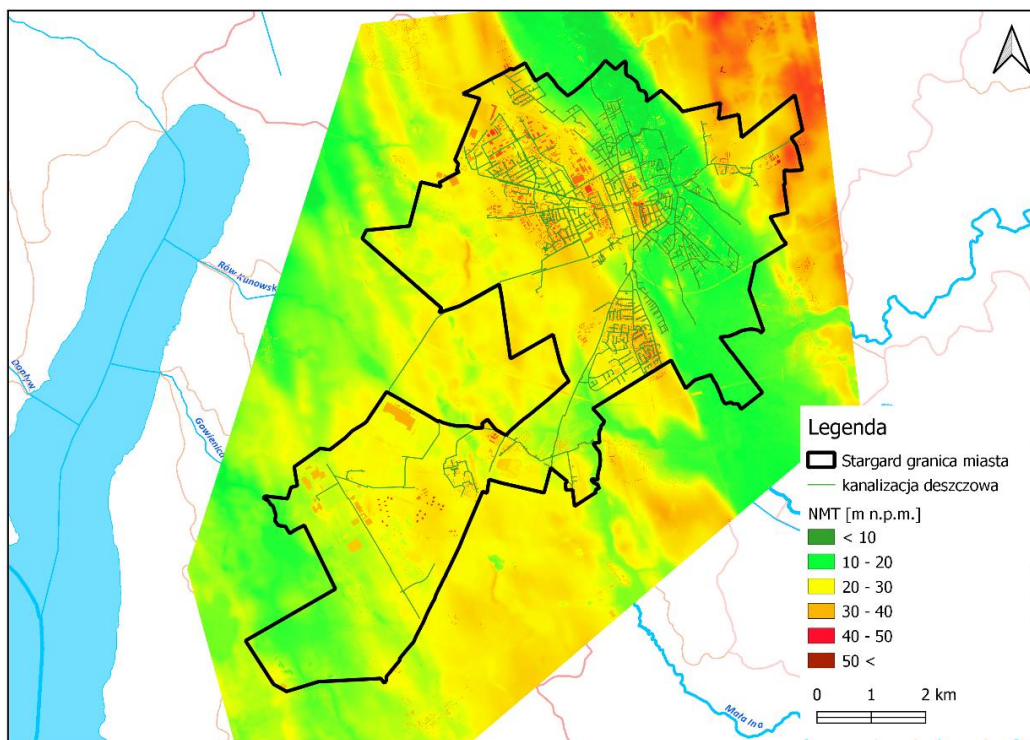 Rów Kunowsk
Dopływ
Gowienica
Legenda
Stargard granica miasta
kanalizacja deszczowa
NMT [m n.p.m.]
< 10
10 - 20
20 - 30
30 - 40
40 - 50
50 <
0 1 2 km
Mała Ina